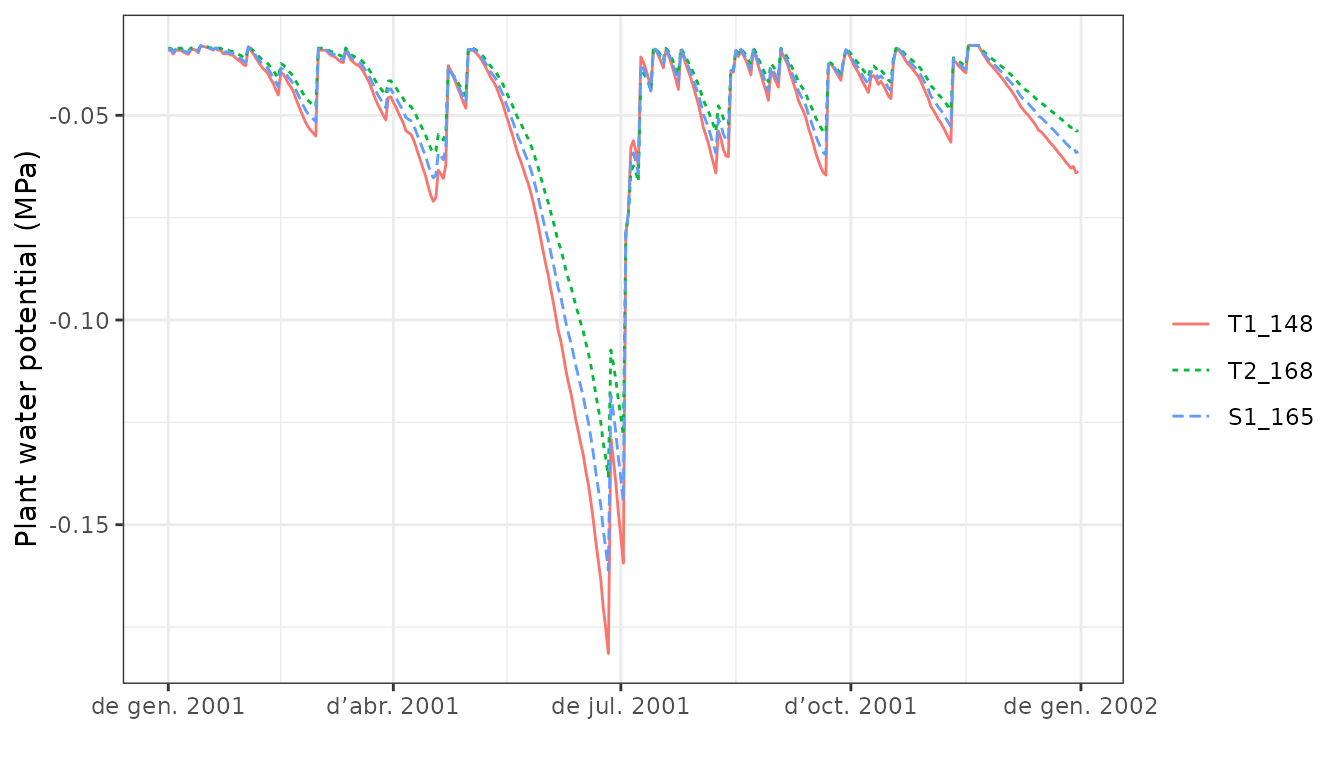 Plant water potential (MPa)
-0.05
-0.10
-0.15
de gen. 2001
d’abr. 2001
de jul. 2001
d’oct. 2001
de gen. 2002
T1_148
T2_168
S1_165